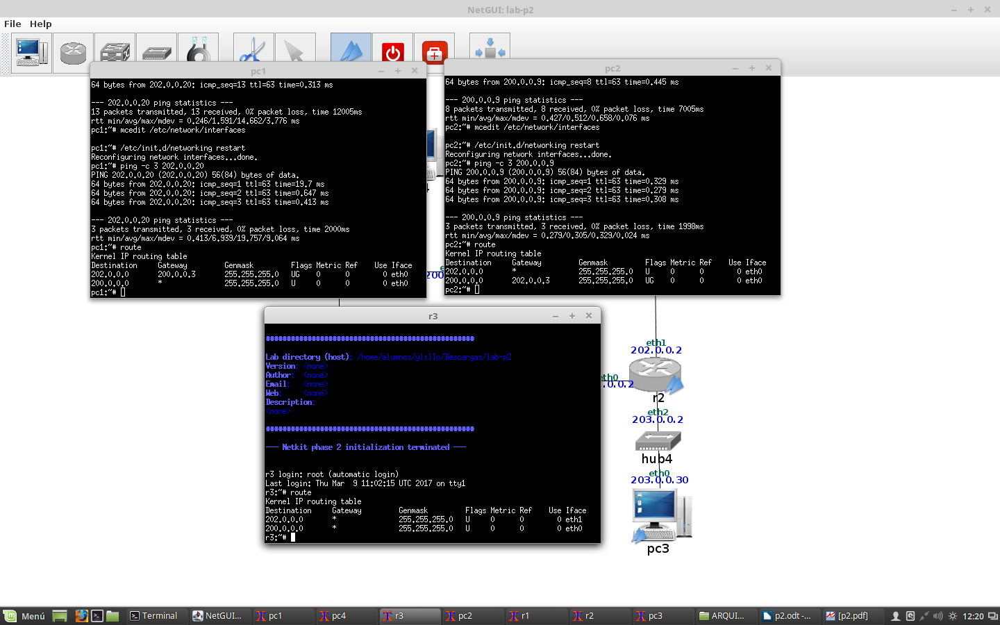 NetGUI: lab-p2
File Help
pc1
64 bytes from 202.0.0.20: icmp_seq=13 ttl=63 time=0.313 ms
--- 202.0.0.20 ping statistics ---
13 packets transmitted, 13 received, 0% packet loss, time 12005ms
rtt min/avg/max/mdev = 0.246/1.591/14.662/3.776 ms
pc1:~# mcedit /etc/network/interfaces
pc1:~# /etc/init.d/networking restart
Reconfiguring network interfaces...done.
pc1:~# ping -c 3 202.0.0.20
PING 202.0.0.20 (202.0.0.20) 56(84) bytes of data.
64 bytes from 202.0.0.20: icmp_seq=1 ttl=63 time=19.7 ms
64 bytes from 202.0.0.20: icmp_seq=2 ttl=63 time=0.647 ms
64 bytes from 202.0.0.20: icmp_seq=3 ttl=63 time=0.413 ms
--- 202.0.0.20 ping statistics ---
3 packets transmitted, 3 received, 0% packet loss, time 2000ms
rtt min/avg/max/mdev = 0.413/6.939/19.757/9.064 ms
pc1:~# route
Kernel IP routing table
Destination Gateway Genmask Flags Metric Ref Use Iface
202.0.0.0 200.0.0.3 255.255.255.0 UG 0 0 0 eth0
200.0.0.0 * 255.255.255.0 U 0 0 0 eth0
pc1:~#
pc2
64 bytes from 200.0.0.9: icmp_seq=8 ttl=63 time=0.445 ms
--- 200.0.0.9 ping statistics ---
8 packets transmitted, 8 received, 0% packet loss, time 7005ms
rtt min/avg/max/mdev = 0.427/0.512/0.658/0.076 ms
pc2:~# mcedit /etc/network/interfaces
pc2:~# /etc/init.d/networking restart
Reconfiguring network interfaces...done.
pc2:~# ping -c 3 200.0.0.9
PING 200.0.0.9 (200.0.0.9) 56(84) bytes of data.
64 bytes from 200.0.0.9: icmp_seq=1 ttl=63 time=0.329 ms
64 bytes from 200.0.0.9: icmp_seq=2 ttl=63 time=0.279 ms
64 bytes from 200.0.0.9: icmp_seq=3 ttl=63 time=0.308 ms
--- 200.0.0.9 ping statistics ---
3 packets transmitted, 3 received, 0% packet loss, time 1998ms
rtt min/avg/max/mdev = 0.279/0.305/0.329/0.024 ms
pc2:~# route
Kernel IP routing table
Destination Gateway Genmask Flags Metric Ref Use Iface
202.0.0.0 * 255.255.255.0 U 0 0 0 eth0
200.0.0.0 202.0.0.3 255.255.255.0 UG 0 0 0 eth0
pc2:~#
r3
##################################################
Lab directory (host): /home/alumnos/ylillo/Descargas/lab-p2
Version: <none>
Author: <none>
Email: <none>
Web: <none>
Description:
<none>
##################################################
--- Netkit phase 2 initialization terminated ---
r3 login: root (automatic login)
Last login: Thu Mar 9 11:02:15 UTC 2017 on tty1
r3:~# route
Kernel IP routing table
Destination Gateway Genmask Flags Metric Ref Use Iface
202.0.0.0 * 255.255.255.0 U 0 0 0 eth1
200.0.0.0 * 255.255.255.0 U 0 0 0 eth0
r3:~#
eth1
202.0.0.2
eth0
.0.0.2
r2
eth2
203.0.0.2
hub4
eth0
203.0.0.30
pc3
Menú
Terminal
NetGUI...
pc1
pc4
r3
pc2
r1
r2
pc3
ARQUI...
p2.odt -...
[p2.pdf]
12:20